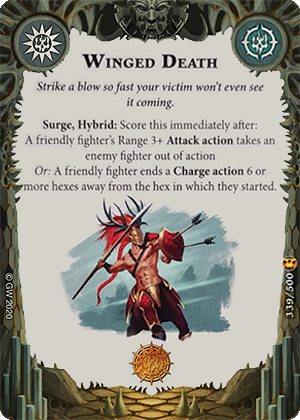 WINGED DEATH
Strike a blow so fast your victim won't even see
it coming.
Surge, Hybrid: Score this immediately after:
A friendly fighter's Range 3+ Attack action takes an
enemy fighter out of action
Or: A friendly fighter ends a Charge action 6 or
more hexes away from the hex in which they started.
© GW 2020
339/500